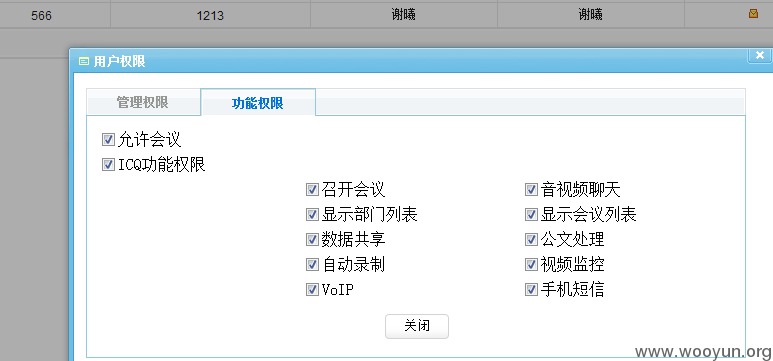 566 1213 谢曦 谢曦
用户权限
管理权限 功能权限
允许会议
ICQ功能权限
召开会议 音视频聊天
显示部门列表 显示会议列表
数据共享 公文处理
自动录制 视频监控
VoIP 手机短信
关闭
www.wooyun.org